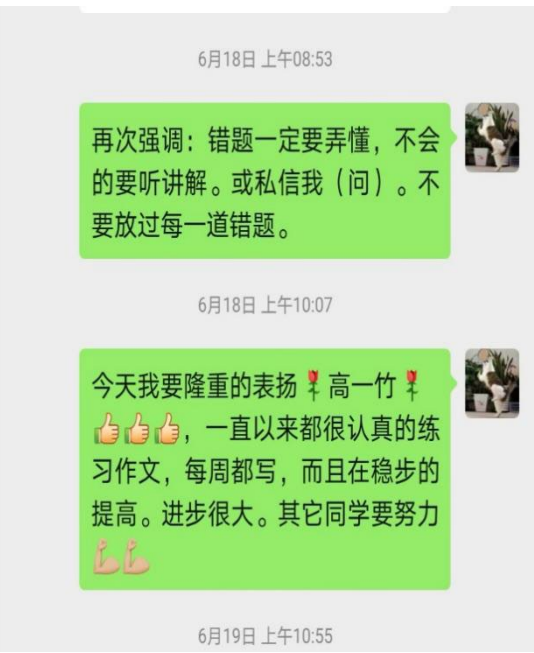 6月18日 上午08:53
再次强调：错题一定要弄懂，不会
的要听讲解。或私信我（问）。不
要放过每一道错题。
6月18日 上午10:07
今天我要隆重的表扬🌹高一竹🌹
👍👍👍，一直以来都很认真的练
习作文，每周都写，而且在稳步的
提高。进步很大。其它同学要努力
💪💪
6月19日 上午10:55